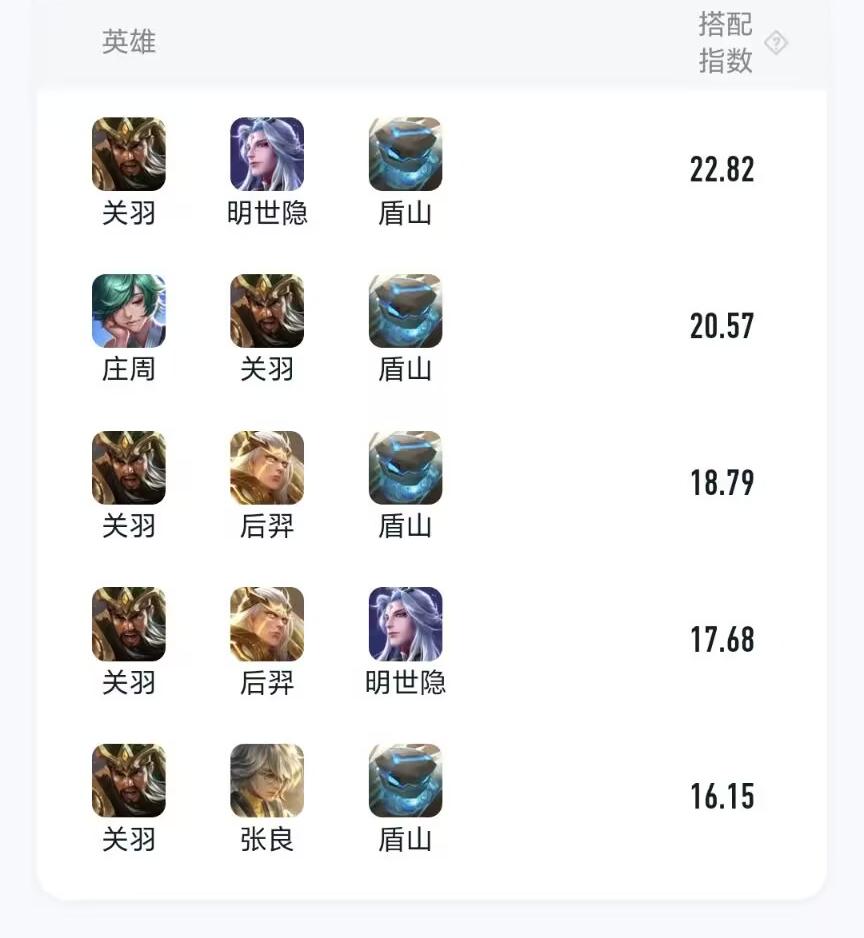 英雄
搭配
指数
?
22.82
关羽 明世隐 盾山
20.57
庄周 关羽 盾山
18.79
关羽 后羿 盾山
17.68
关羽 后羿 明世隐
16.15
关羽 张良 盾山